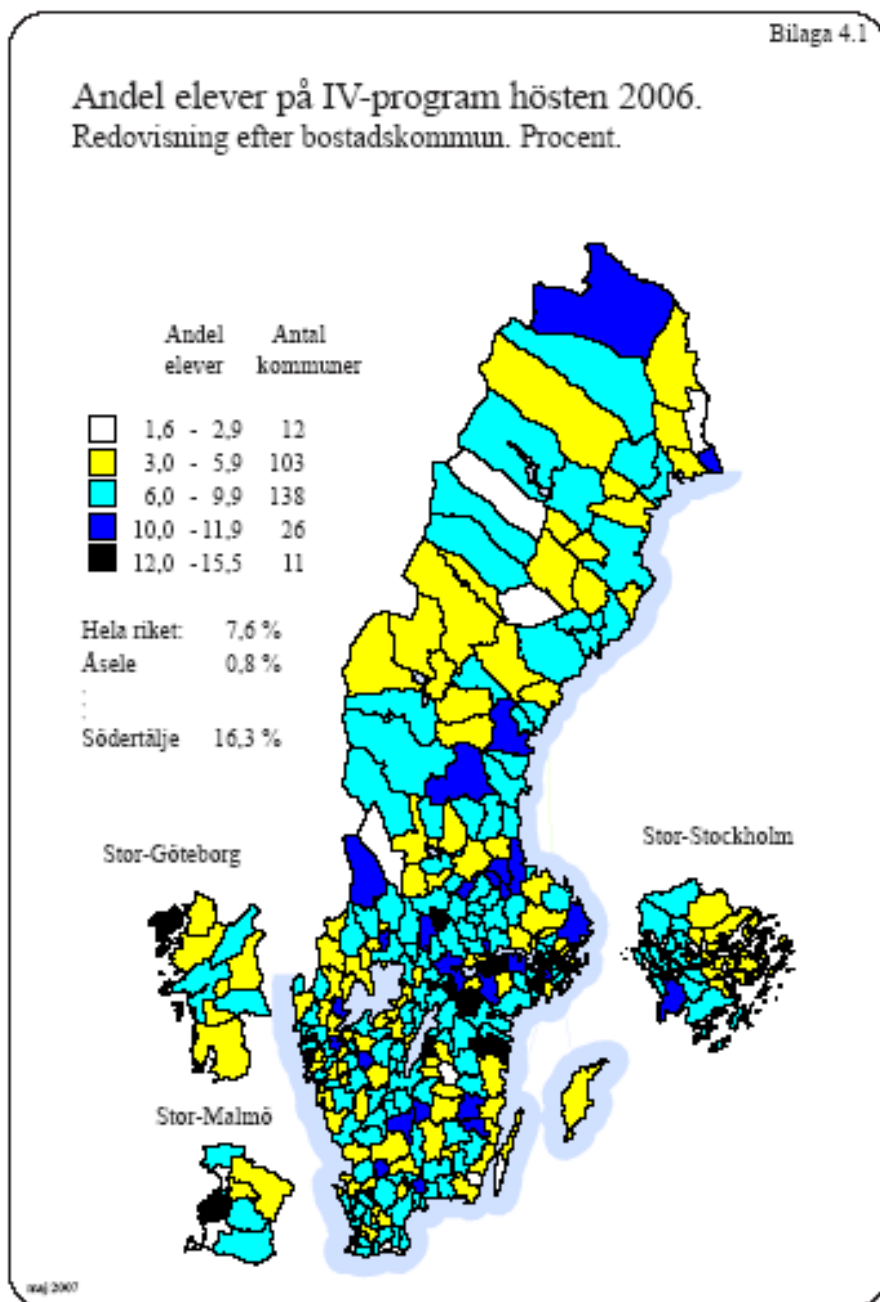 Bilaga 4.1
Andel elever på IV-program hösten 2006.
Redovisning efter bostadskommun. Procent.
Andel Antal
elever kommuner
1,6 - 2,9 12
3,0 - 5,9 103
6,0 - 9,9 138
10,0 -11,9 26
12,0 -15,5 11
Hela riket: 7,6 %
Åsele 0,8 %
:
:
Södertälje 16,3 %
Stor-Göteborg
Stor-Stockholm
Stor-Malmö
maj 2007